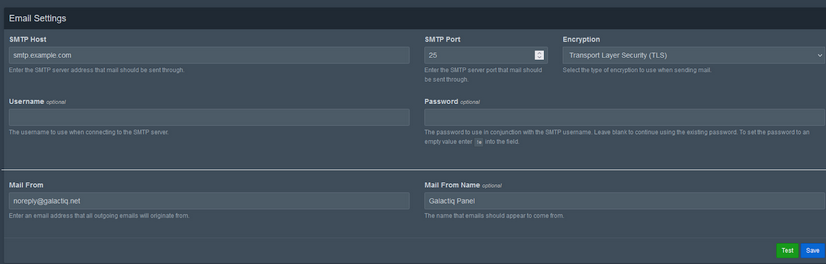 Email Settings
SMTP Host
SMTP Port
Encryption
smtp.example.com
25
Transport Layer Security (TLS)
Enter the SMTP server address that mail should be sent through.
Enter the SMTP server port that mail should
be sent through.
Select the type of encryption to use when sending mail.
Username optional
Password optional
The username to use when connecting to the SMTP server.
The password to use in conjunction with the SMTP username. Leave blank to continue using the existing password. To set the password to an
empty value enter !e into the field.
Mail From
Mail From Name optional
noreply@galactiq.net
Galactiq Panel
Enter an email address that all outgoing emails will originate from.
The name that emails should appear to come from.
Test
Save